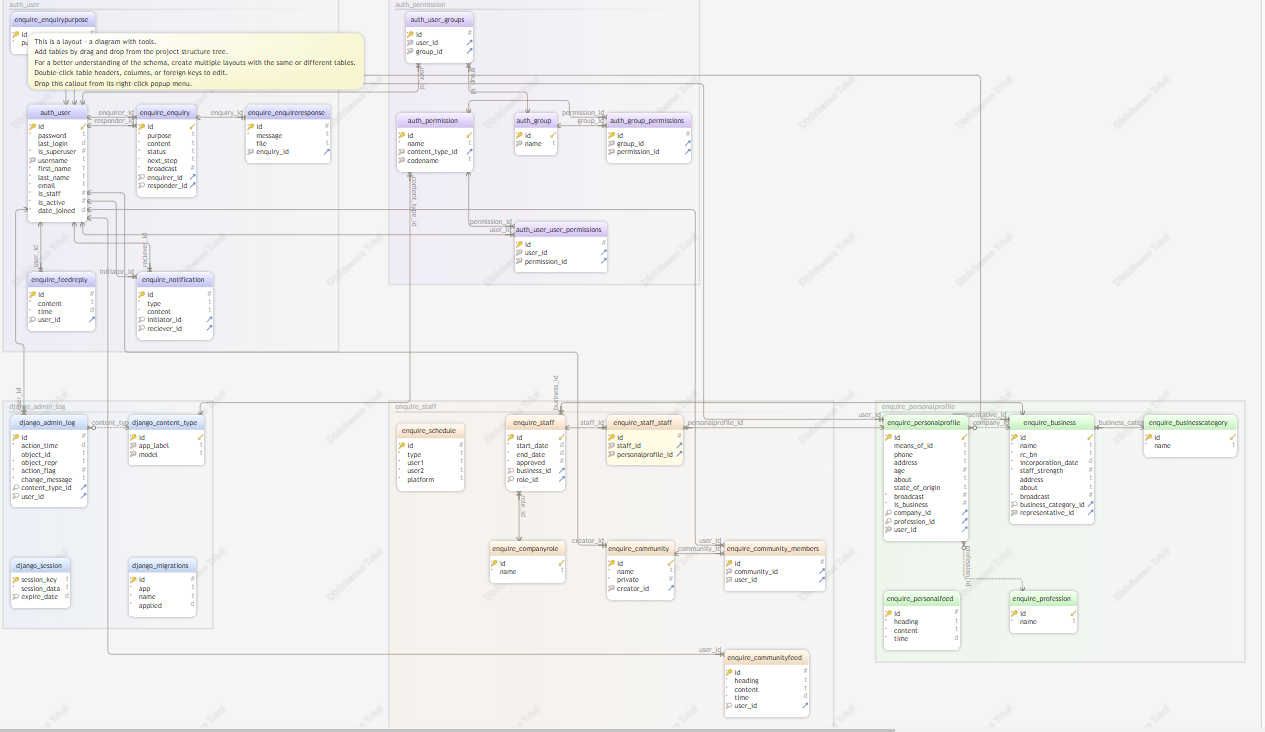 auth_user
enquire_enquirypurpose
id
This is a layout - a diagram with tools.
Add tables by drag and drop from the project structure tree.
For a better understanding of the schema, create multiple layouts with the same or different tables.
Double-click table headers, columns, or foreign keys to edit.
Drop this callout from its right-click popup menu.
auth_user
id
password
last_login
is_superuser
username
first_name
last_name
email
is_staff
is_active
date_joined
enquirer_id
responder_id
enquire_enquiry
id
purpose
content
status
next_step
broadcast
enquirer_id
responder_id
enquiry_id
enquire_enquireresponse
id
message
file
enquiry_id
user_id
enquire_feedreply
id
content
time
user_id
reciever_id
initiator_id
enquire_notification
id
type
content
initiator_id
reciever_id
auth_permission
auth_user_groups
id
user_id
group_id
user_id
group_id
auth_permission
id
name
content_type_id
codename
auth_group
id
name
permission_id
group_id
auth_group_permissions
id
group_id
permission_id
content_type_id
permission_id
user_id
auth_user_user_permissions
id
user_id
permission_id
django_admin_log
user_id
django_admin_log
id
action_time
object_id
object_repr
action_flag
change_message
content_type_id
user_id
django_content_type
id
app_label
model
django_session
session_key
session_data
expire_date
django_migrations
id
app
name
applied
enquire_staff
business_id
enquire_schedule
id
type
user1
user2
platform
enquire_staff
id
start_date
end_date
approved
business_id
role_id
staff_id
enquire_staff_staff
id
staff_id
personalprofile_id
personalprofile_id
role_id
enquire_companyrole
id
name
creator_id
enquire_community
id
name
private
creator_id
user_id
community_id
enquire_community_members
id
community_id
user_id
user_id
enquire_communityfeed
id
heading
content
time
user_id
enquire_personalprofile
user_id
enquire_personalprofile
id
means_of_id
phone
address
age
about
state_of_origin
broadcast
is_business
company_id
profession_id
user_id
enquire_business
id
name
rc_bn
incorporation_date
staff_strength
address
about
broadcast
business_category_id
representative_id
enquire_businesscategory
id
name
profession_id
enquire_personalfeed
id
heading
content
time
enquire_profession
id
name